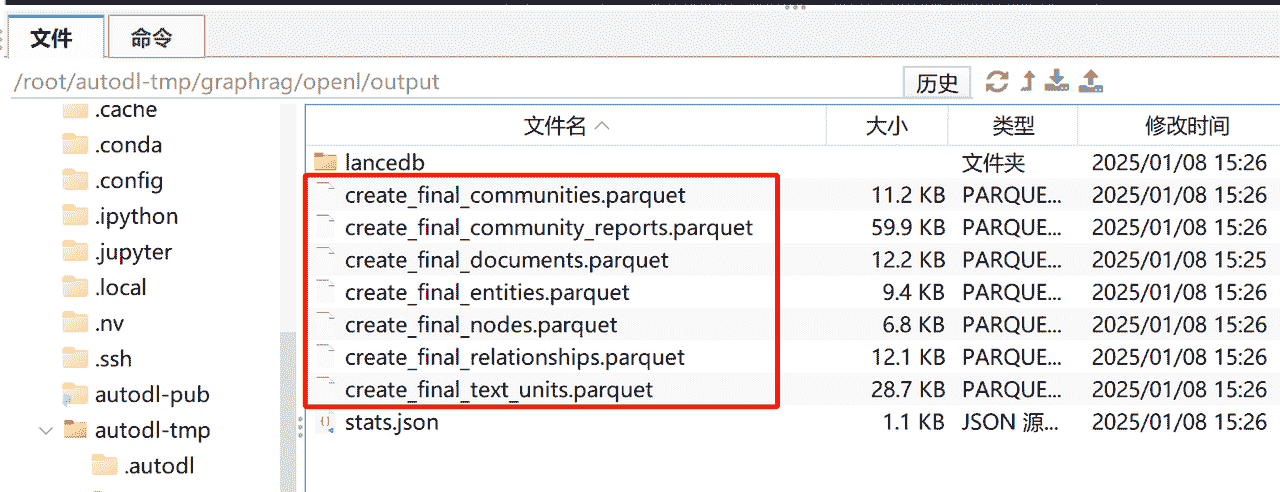 文件 命令
/root/autodl-tmp/graphrag/openl/output 历史
.cache
.conda
.config
.ipython
.jupyter
.local
.nv
.ssh
autodl-pub
autodl-tmp
.autodl
文件名 大小 类型 修改时间
lancedb 文件夹 2025/01/08 15:26
create_final_communities.parquet 11.2 KB PARQUE... 2025/01/08 15:26
create_final_community_reports.parquet 59.9 KB PARQUE... 2025/01/08 15:26
create_final_documents.parquet 12.2 KB PARQUE... 2025/01/08 15:25
create_final_entities.parquet 9.4 KB PARQUE... 2025/01/08 15:26
create_final_nodes.parquet 6.8 KB PARQUE... 2025/01/08 15:26
create_final_relationships.parquet 12.1 KB PARQUE... 2025/01/08 15:26
create_final_text_units.parquet 28.7 KB PARQUE... 2025/01/08 15:26
stats.json 1.1 KB JSON 源... 2025/01/08 15:26